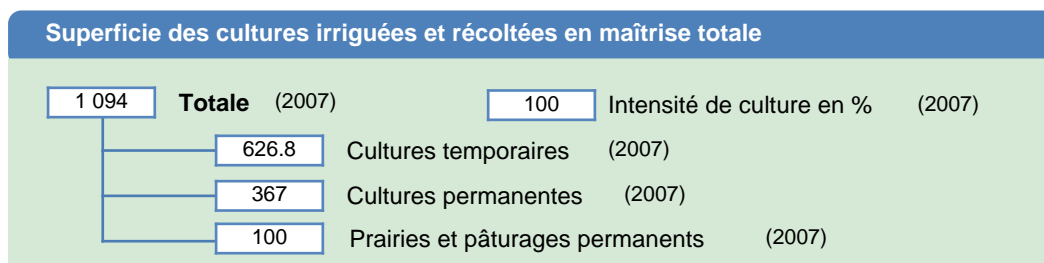 Superficie des cultures irriguées et récoltées en maîtrise totale
1 094 Totale (2007) 100 Intensité de culture en % (2007)
626.8 Cultures temporaires (2007)
367 Cultures permanentes (2007)
100 Prairies et pâturages permanents (2007)